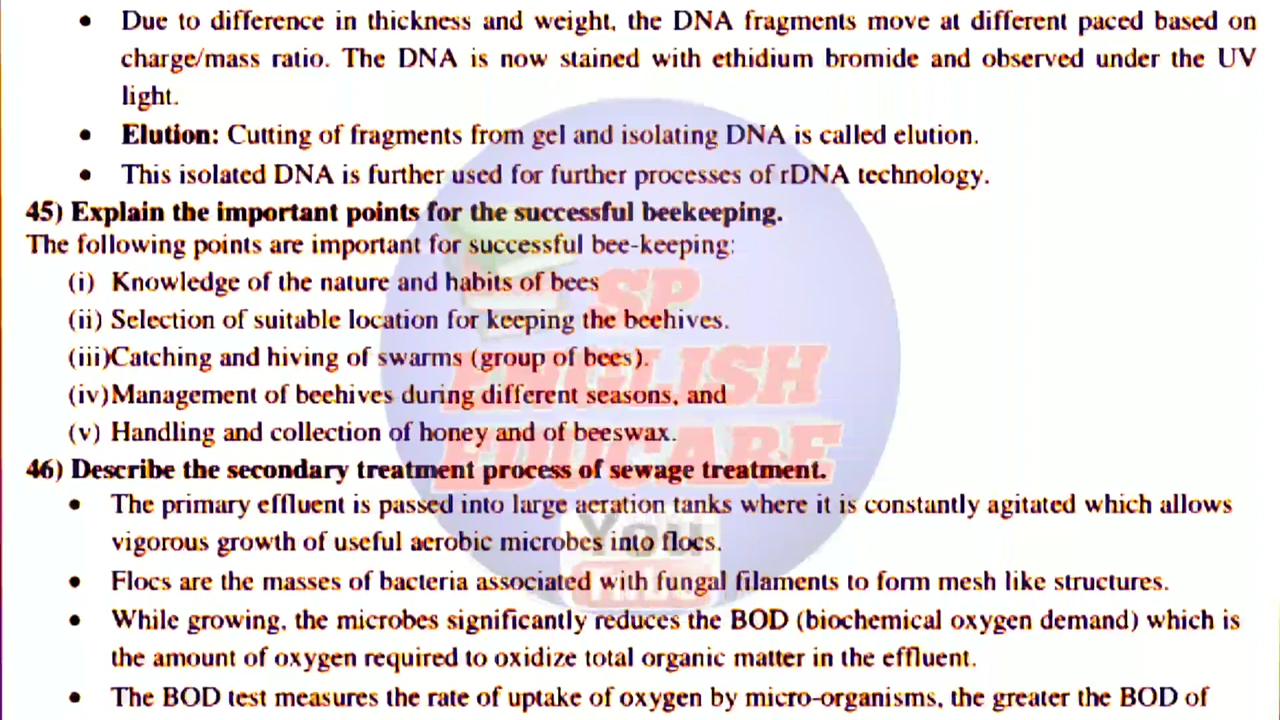 • Due to difference in thickness and weight, the DNA fragments move at different paced based on
charge/mass ratio. The DNA is now stained with ethidium bromide and observed under the UV
light.
• Elution: Cutting of fragments from gel and isolating DNA is called elution.
• This isolated DNA is further used for further processes of rDNA technology.
45) Explain the important points for the successful beekeeping.
The following points are important for successful bee-keeping:
(i) Knowledge of the nature and habits of bees
(ii) Selection of suitable location for keeping the beehives.
(iii)Catching and hiving of swarms (group of bees).
(iv)Management of beehives during different seasons, and
(v) Handling and collection of honey and of beeswax.
46) Describe the secondary treatment process of sewage treatment.
• The primary effluent is passed into large aeration tanks where it is constantly agitated which allows
vigorous growth of useful aerobic microbes into flocs.
• Flocs are the masses of bacteria associated with fungal filaments to form mesh like structures.
• While growing, the microbes significantly reduces the BOD (biochemical oxygen demand) which is
the amount of oxygen required to oxidize total organic matter in the effluent.
• The BOD test measures the rate of uptake of oxygen by micro-organisms, the greater the BOD of
SP
ENGLISH
EDUCARE
You
Tube